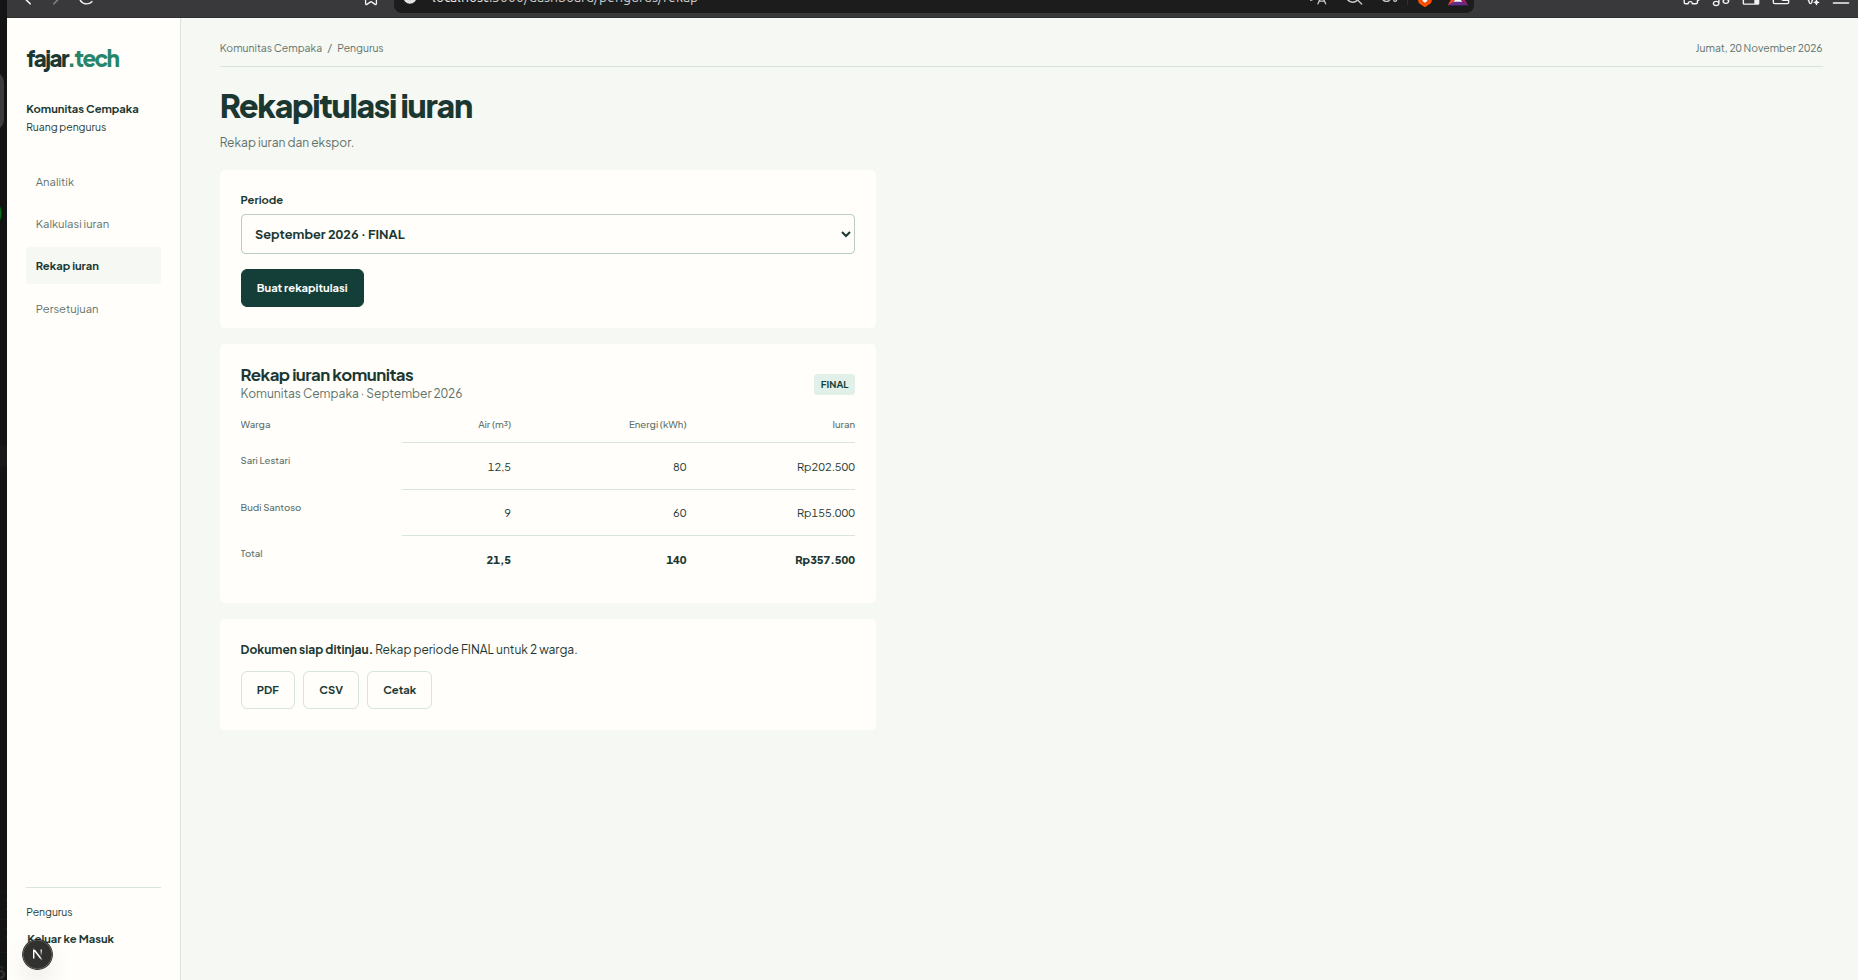 fajar.tech
Komunitas Cempaka
Ruang pengurus
Analitik
Kalkulasi iuran
Rekap iuran
Persetujuan
Pengurus
Keluar ke Masuk
N
Komunitas Cempaka / Pengurus
Jumat, 20 November 2026
Rekapitulasi iuran
Rekap iuran dan ekspor.
Periode
September 2026 · FINAL
Buat rekapitulasi
Rekap iuran komunitas
Komunitas Cempaka · September 2026
FINAL
Warga Air (m³) Energi (kWh) Iuran
Sari Lestari 12,5 80 Rp202.500
Budi Santoso 9 60 Rp155.000
Total 21,5 140 Rp357.500
Dokumen siap ditinjau. Rekap periode FINAL untuk 2 warga.
PDF CSV Cetak